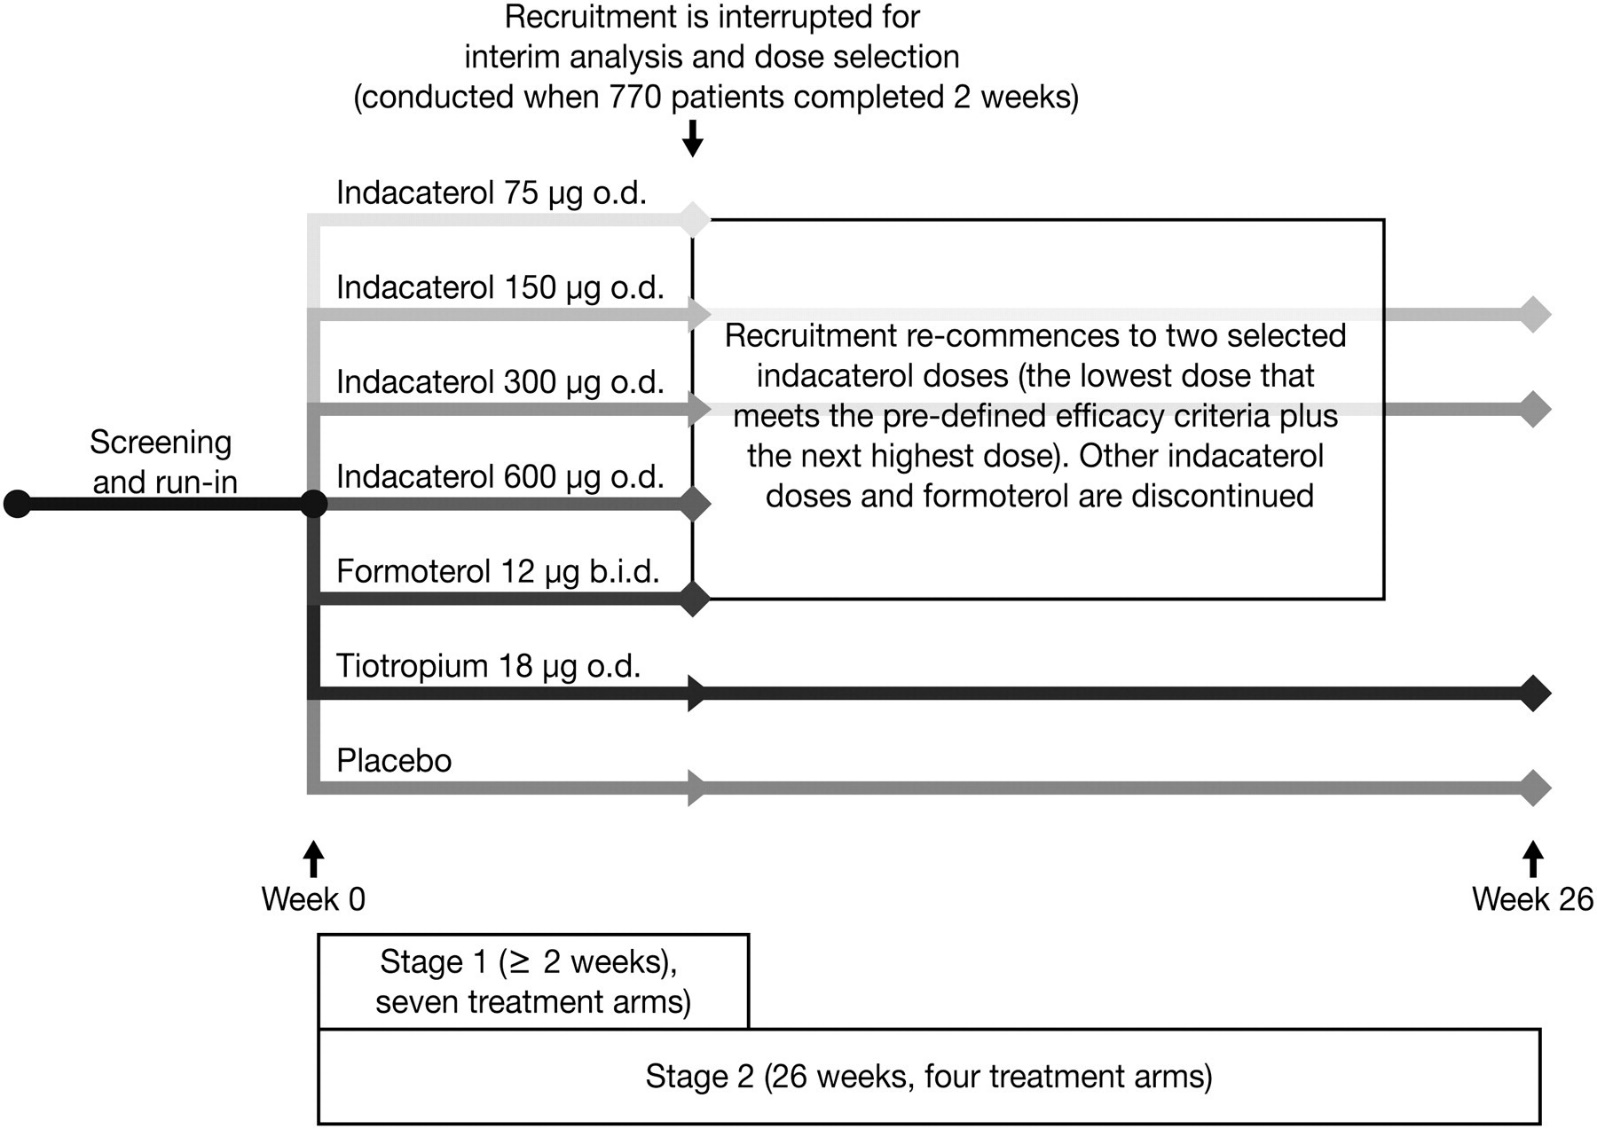 Recruitment is interrupted for
interim analysis and dose selection
(conducted when 770 patients completed 2 weeks)
Indacaterol 75 µg o.d.
Indacaterol 150 µg o.d.
Indacaterol 300 µg o.d.
Indacaterol 600 µg o.d.
Formoterol 12 µg b.i.d.
Tiotropium 18 µg o.d.
Placebo
Screening
and run-in
Recruitment re-commences to two selected
indacaterol doses (the lowest dose that
meets the pre-defined efficacy criteria plus
the next highest dose). Other indacaterol
doses and formoterol are discontinued
Week 0
Week 26
Stage 1 (≥ 2 weeks),
seven treatment arms)
Stage 2 (26 weeks, four treatment arms)